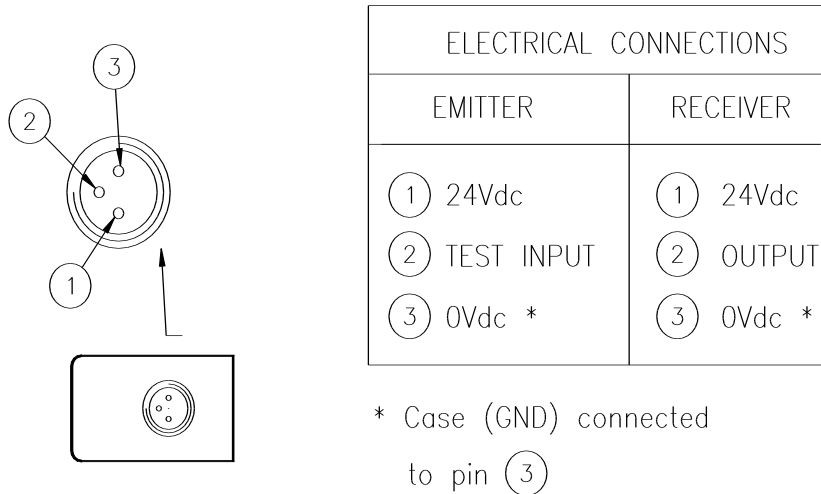 3
2
1
ELECTRICAL CONNECTIONS
EMITTER RECEIVER
1 24Vdc 1 24Vdc
2 TEST INPUT 2 OUTPUT
3 0Vdc * 3 0Vdc *
* Case (GND) connected
to pin 3